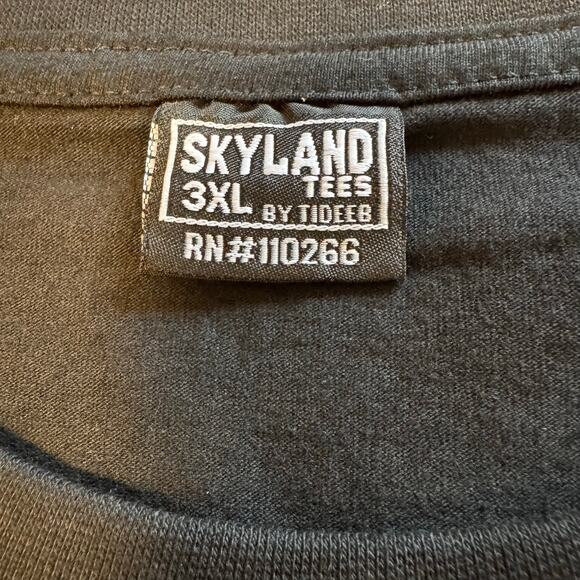 SKYLAND
TEES
3XL BY TIDEEB
RN#110266